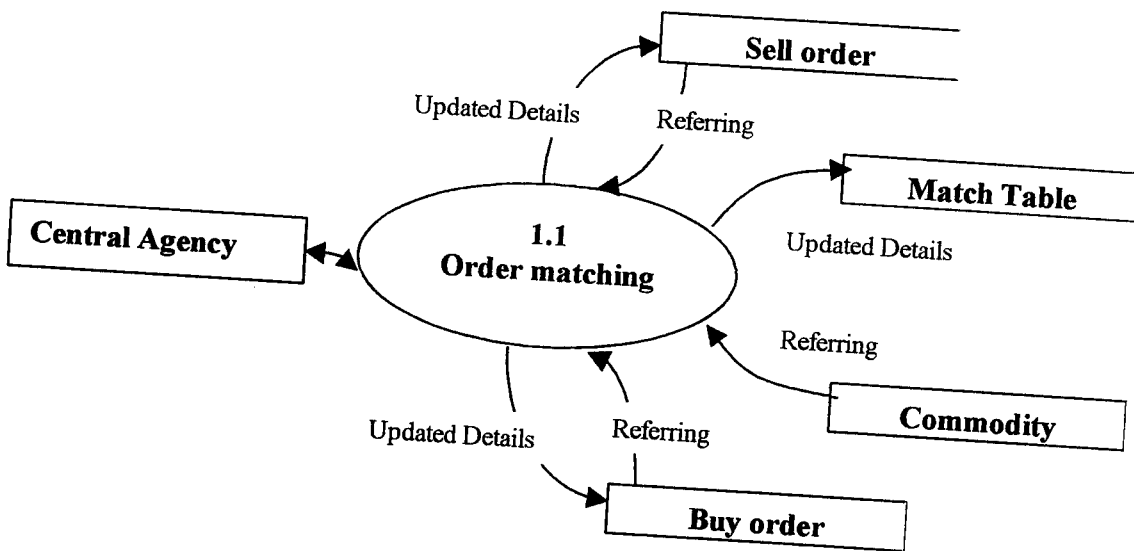 Sell order
Updated Details
Referring
Match Table
Central Agency
1.1
Order matching
Updated Details
Referring
Commodity
Updated Details
Referring
Buy order